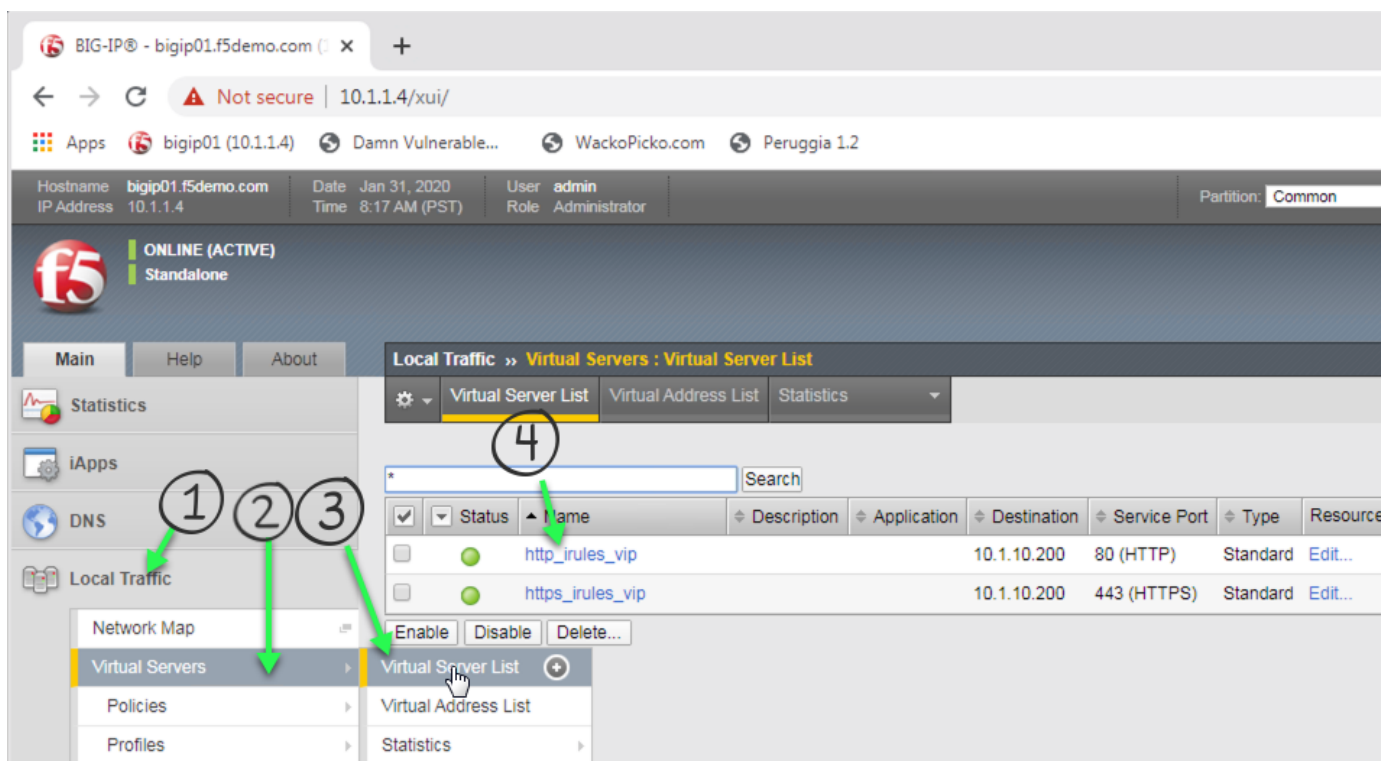 BIG-IP® - bigip01.f5demo.com (
Not secure | 10.1.1.4/xui/
Apps bigip01 (10.1.1.4) Damn Vulnerable... WackoPicko.com Peruggia 1.2
Hostname bigip01.f5demo.com Date Jan 31, 2020 User admin
IP Address 10.1.1.4 Time 8:17 AM (PST) Role Administrator
Partition: Common
f5
ONLINE (ACTIVE)
Standalone
Main Help About
Local Traffic » Virtual Servers : Virtual Server List
Virtual Server List Virtual Address List Statistics
Statistics
iApps
DNS
Local Traffic
Network Map
Virtual Servers
Policies
Profiles
1 2 3 4
* Search
Status Name Description Application Destination Service Port Type Resource
http_irules_vip 10.1.10.200 80 (HTTP) Standard Edit...
https_irules_vip 10.1.10.200 443 (HTTPS) Standard Edit...
Enable Disable Delete...
Virtual Server List
Virtual Address List
Statistics